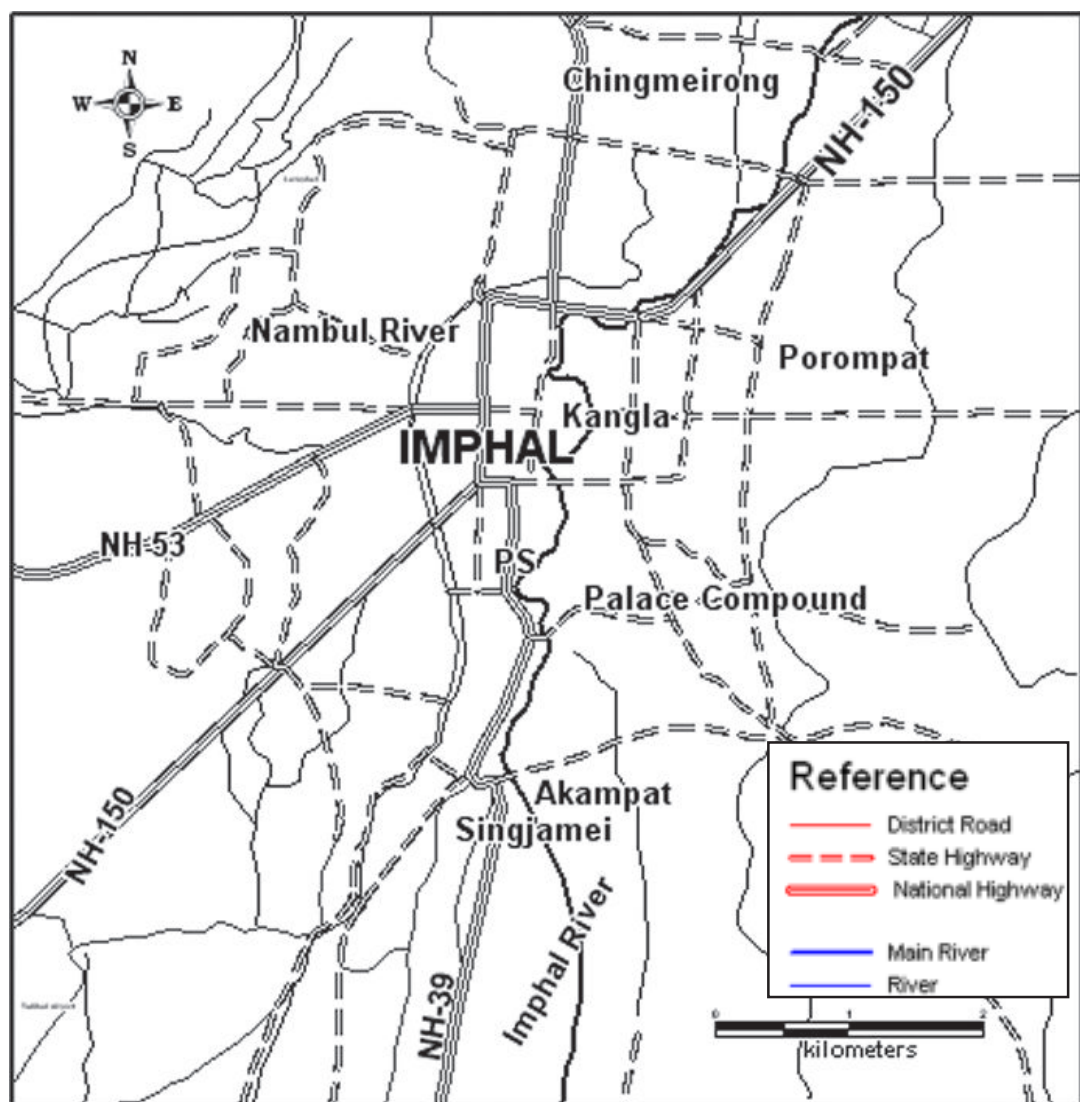 N
W E
S
Chingmeirong
NH-150
Nambul River
Porompat
Kangla
IMPHAL
NH-53
PS
Palace Compound
Akampat
Singjamei
NH-150
Imphal River
NH-39
Reference
District Road
State Highway
National Highway
Main River
River
0 1 2
kilometers